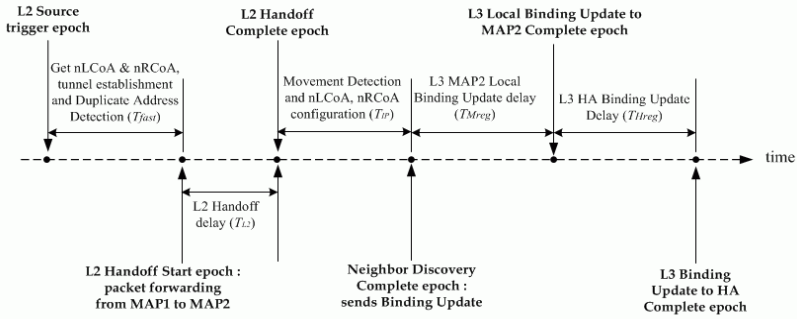 L2 Source
trigger epoch
L2 Handoff
Complete epoch
L3 Local Binding Update to
MAP2 Complete epoch
Get nLCoA & nRCoA,
tunnel establishment
and Duplicate Address
Detection (Tfast)
Movement Detection
and nLCoA, nRCoA
configuration (TIP)
L3 MAP2 Local
Binding Update delay
(TMreg)
L3 HA Binding Update
Delay (THreg)
time
L2 Handoff
delay (TL2)
L2 Handoff Start epoch :
packet forwarding
from MAP1 to MAP2
Neighbor Discovery
Complete epoch :
sends Binding Update
L3 Binding
Update to HA
Complete epoch